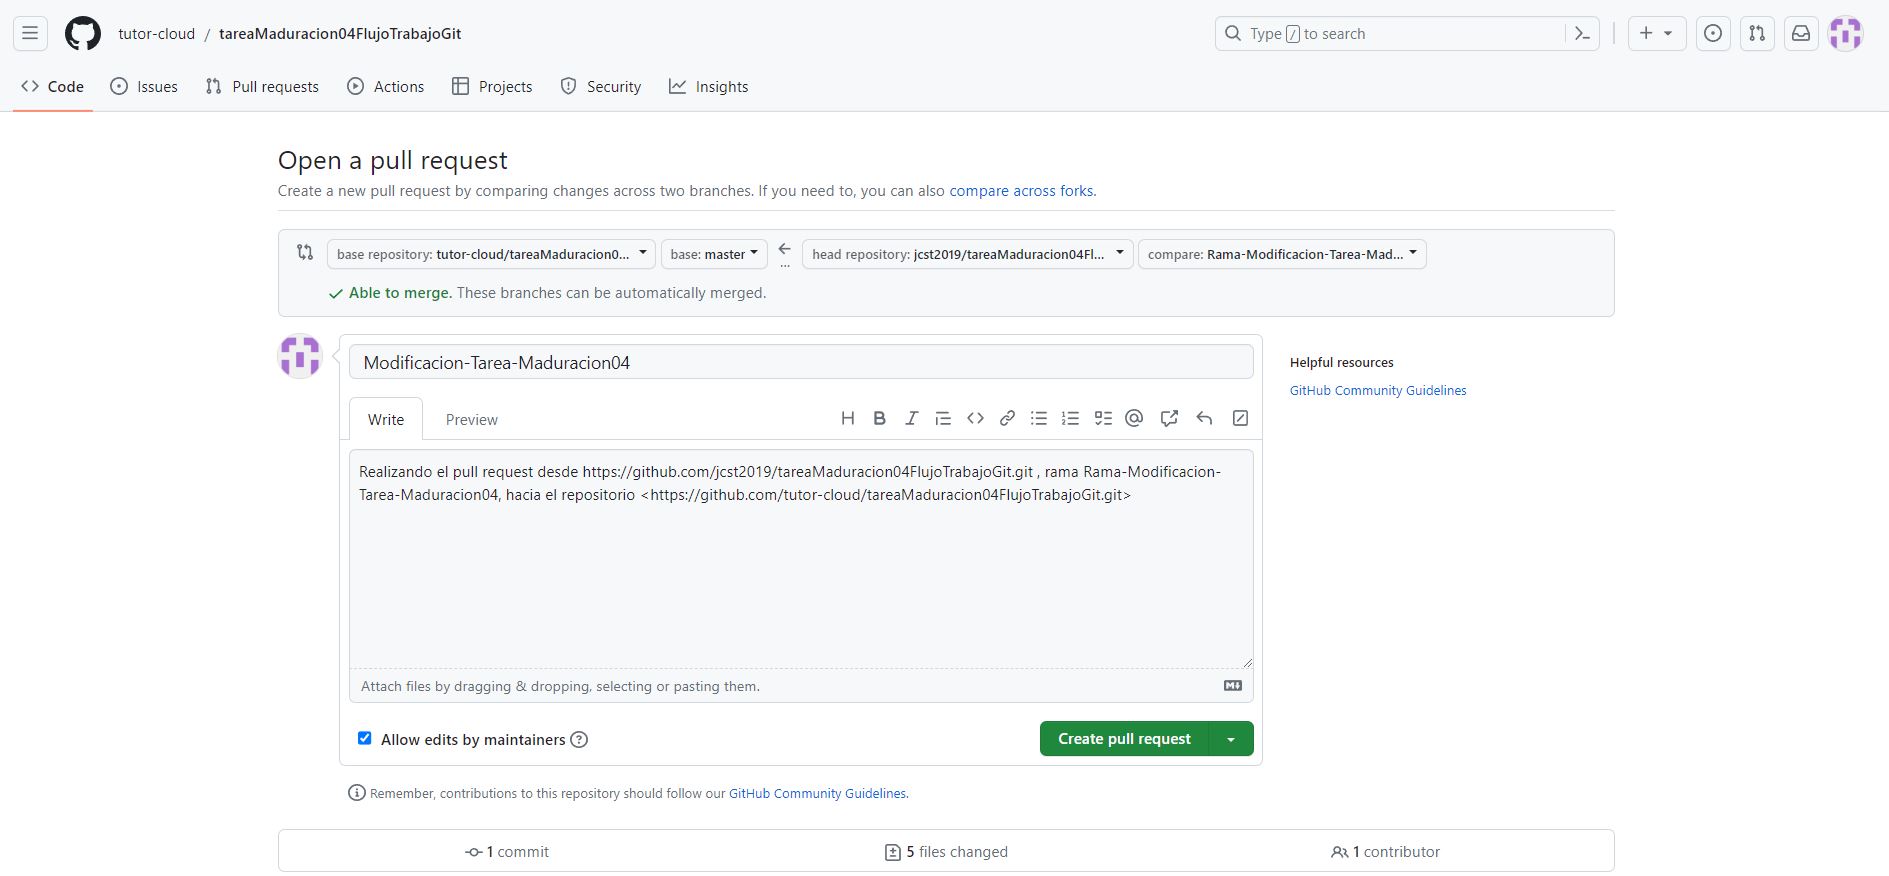 tutor-cloud / tareaMaduracion04FlujoTrabajoGit
Type / to search
Code Issues Pull requests Actions Projects Security Insights
Open a pull request
Create a new pull request by comparing changes across two branches. If you need to, you can also compare across forks.
base repository: tutor-cloud/tareaMaduracion0... base: master ... head repository: jcst2019/tareaMaduracion04Fl... compare: Rama-Modificacion-Tarea-Mad...
Able to merge. These branches can be automatically merged.
Modificacion-Tarea-Maduracion04
Helpful resources
GitHub Community Guidelines
Write Preview
Realizando el pull request desde https://github.com/jcst2019/tareaMaduracion04FlujoTrabajoGit.git , rama Rama-Modificacion-
Tarea-Maduracion04, hacia el repositorio <https://github.com/tutor-cloud/tareaMaduracion04FlujoTrabajoGit.git>
Attach files by dragging & dropping, selecting or pasting them.
Allow edits by maintainers
Create pull request
Remember, contributions to this repository should follow our GitHub Community Guidelines.
1 commit 5 files changed 1 contributor